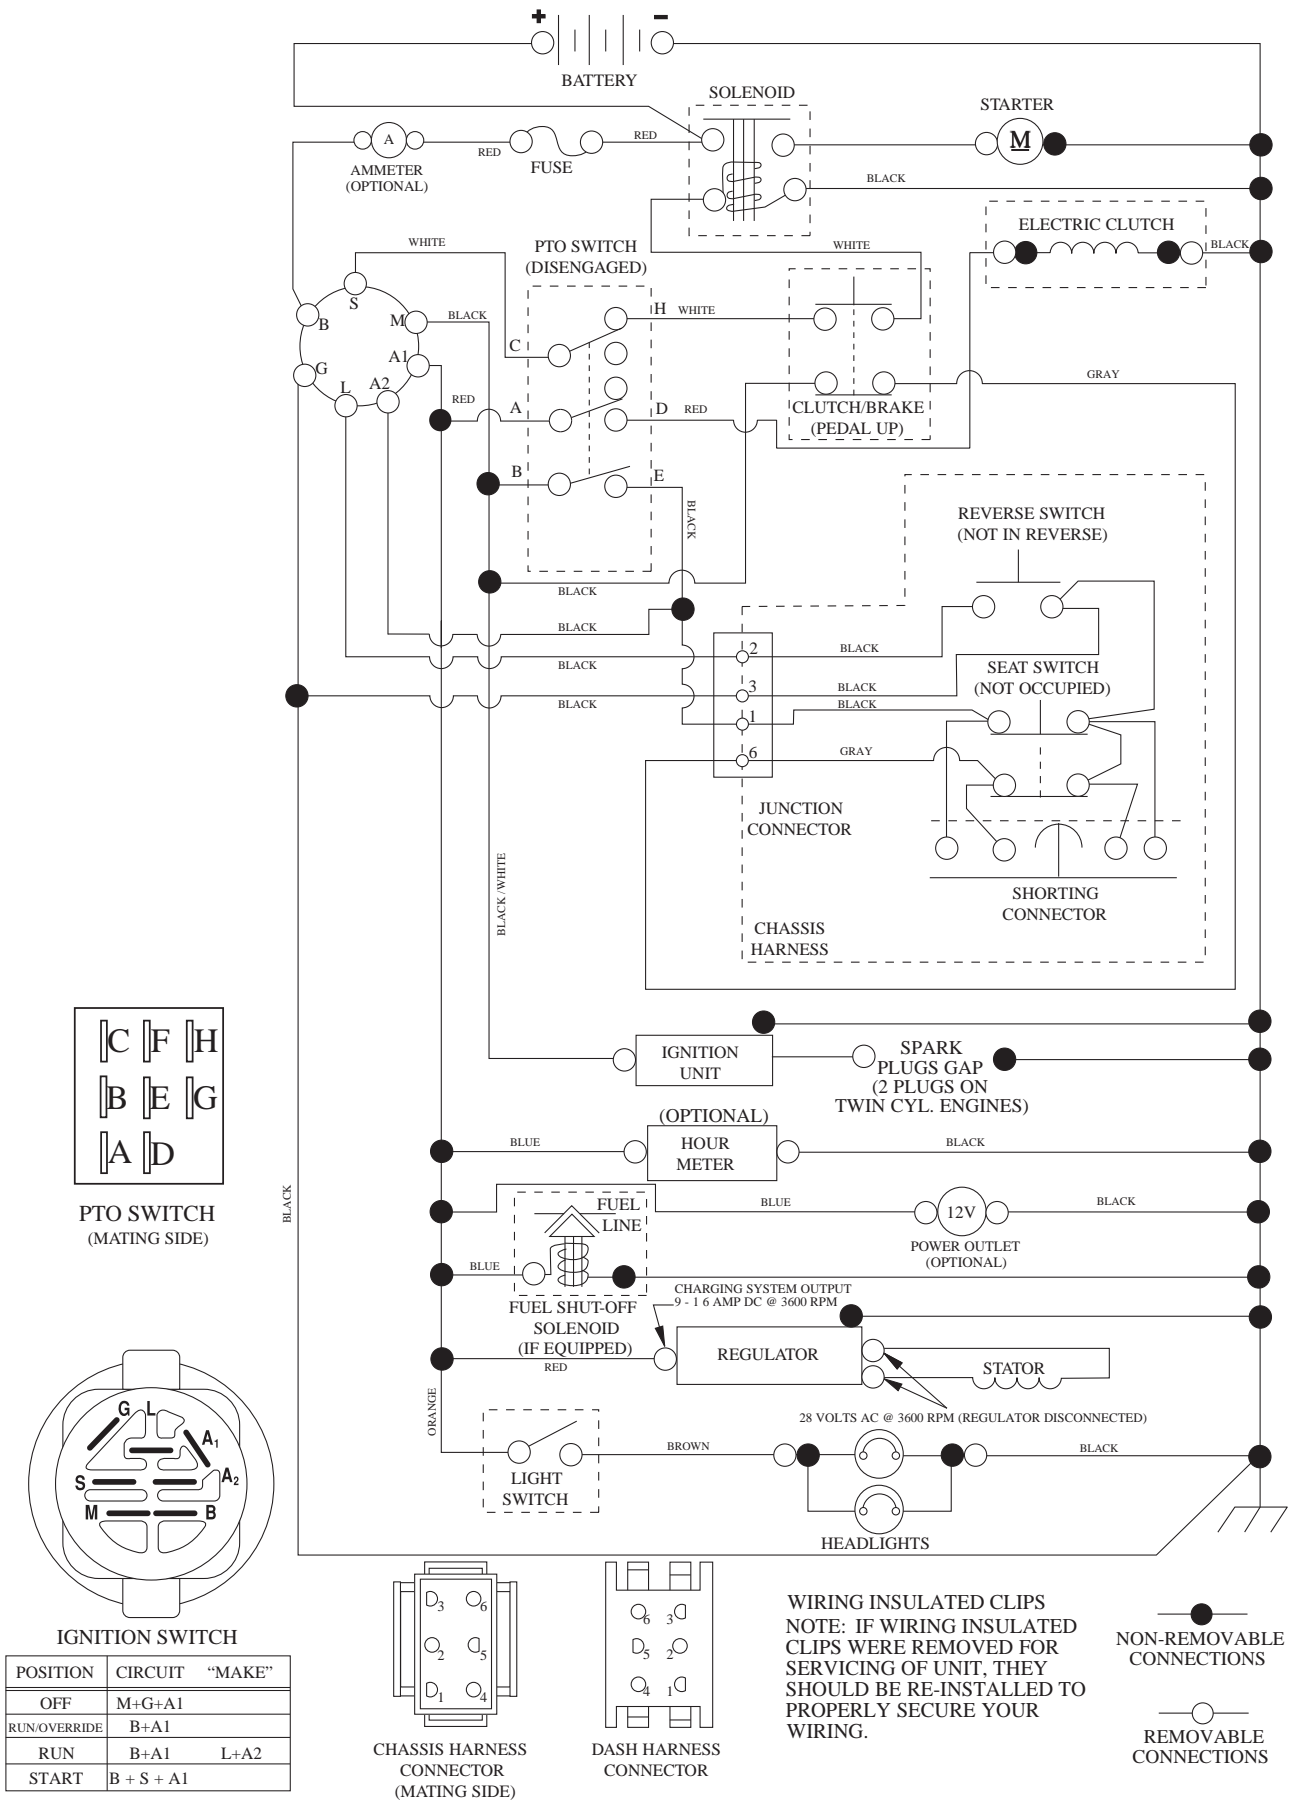 + −
BATTERY
SOLENOID
STARTER
A
M
RED
FUSE
RED
AMMETER
(OPTIONAL)
BLACK
ELECTRIC CLUTCH
WHITE
PTO SWITCH
(DISENGAGED)
WHITE
BLACK
S
B
M
BLACK
H
WHITE
C
G
A1
L
A2
GRAY
RED
A
D
RED
CLUTCH/BRAKE
(PEDAL UP)
B
E
BLACK
REVERSE SWITCH
(NOT IN REVERSE)
BLACK
BLACK
2
BLACK
BLACK
SEAT SWITCH
(NOT OCCUPIED)
3
BLACK
BLACK
BLACK
1
6
GRAY
JUNCTION
CONNECTOR
BLACK /WHITE
SHORTING
CONNECTOR
CHASSIS
HARNESS
C F H
B E G
A D
PTO SWITCH
(MATING SIDE)
IGNITION
UNIT
SPARK
PLUGS GAP
(2 PLUGS ON
TWIN CYL. ENGINES)
(OPTIONAL)
BLUE
HOUR
METER
BLACK
BLACK
FUEL
LINE
BLUE
12V
BLACK
POWER OUTLET
(OPTIONAL)
BLUE
CHARGING SYSTEM OUTPUT
9 - 1 6 AMP DC @ 3600 RPM
FUEL SHUT-OFF
SOLENOID
(IF EQUIPPED)
RED
REGULATOR
STATOR
ORANGE
28 VOLTS AC @ 3600 RPM (REGULATOR DISCONNECTED)
BROWN
BLACK
LIGHT
SWITCH
HEADLIGHTS
G L
A1
S
A2
M
B
IGNITION SWITCH
POSITION CIRCUIT “MAKE”
OFF M+G+A1
RUN/OVERRIDE B+A1
RUN B+A1 L+A2
START B + S + A1
3 6
2 5
1 4
CHASSIS HARNESS
CONNECTOR
(MATING SIDE)
6 3
5 2
4 1
DASH HARNESS
CONNECTOR
WIRING INSULATED CLIPS
NOTE: IF WIRING INSULATED
CLIPS WERE REMOVED FOR
SERVICING OF UNIT, THEY
SHOULD BE RE-INSTALLED TO
PROPERLY SECURE YOUR
WIRING.
NON-REMOVABLE
CONNECTIONS
REMOVABLE
CONNECTIONS